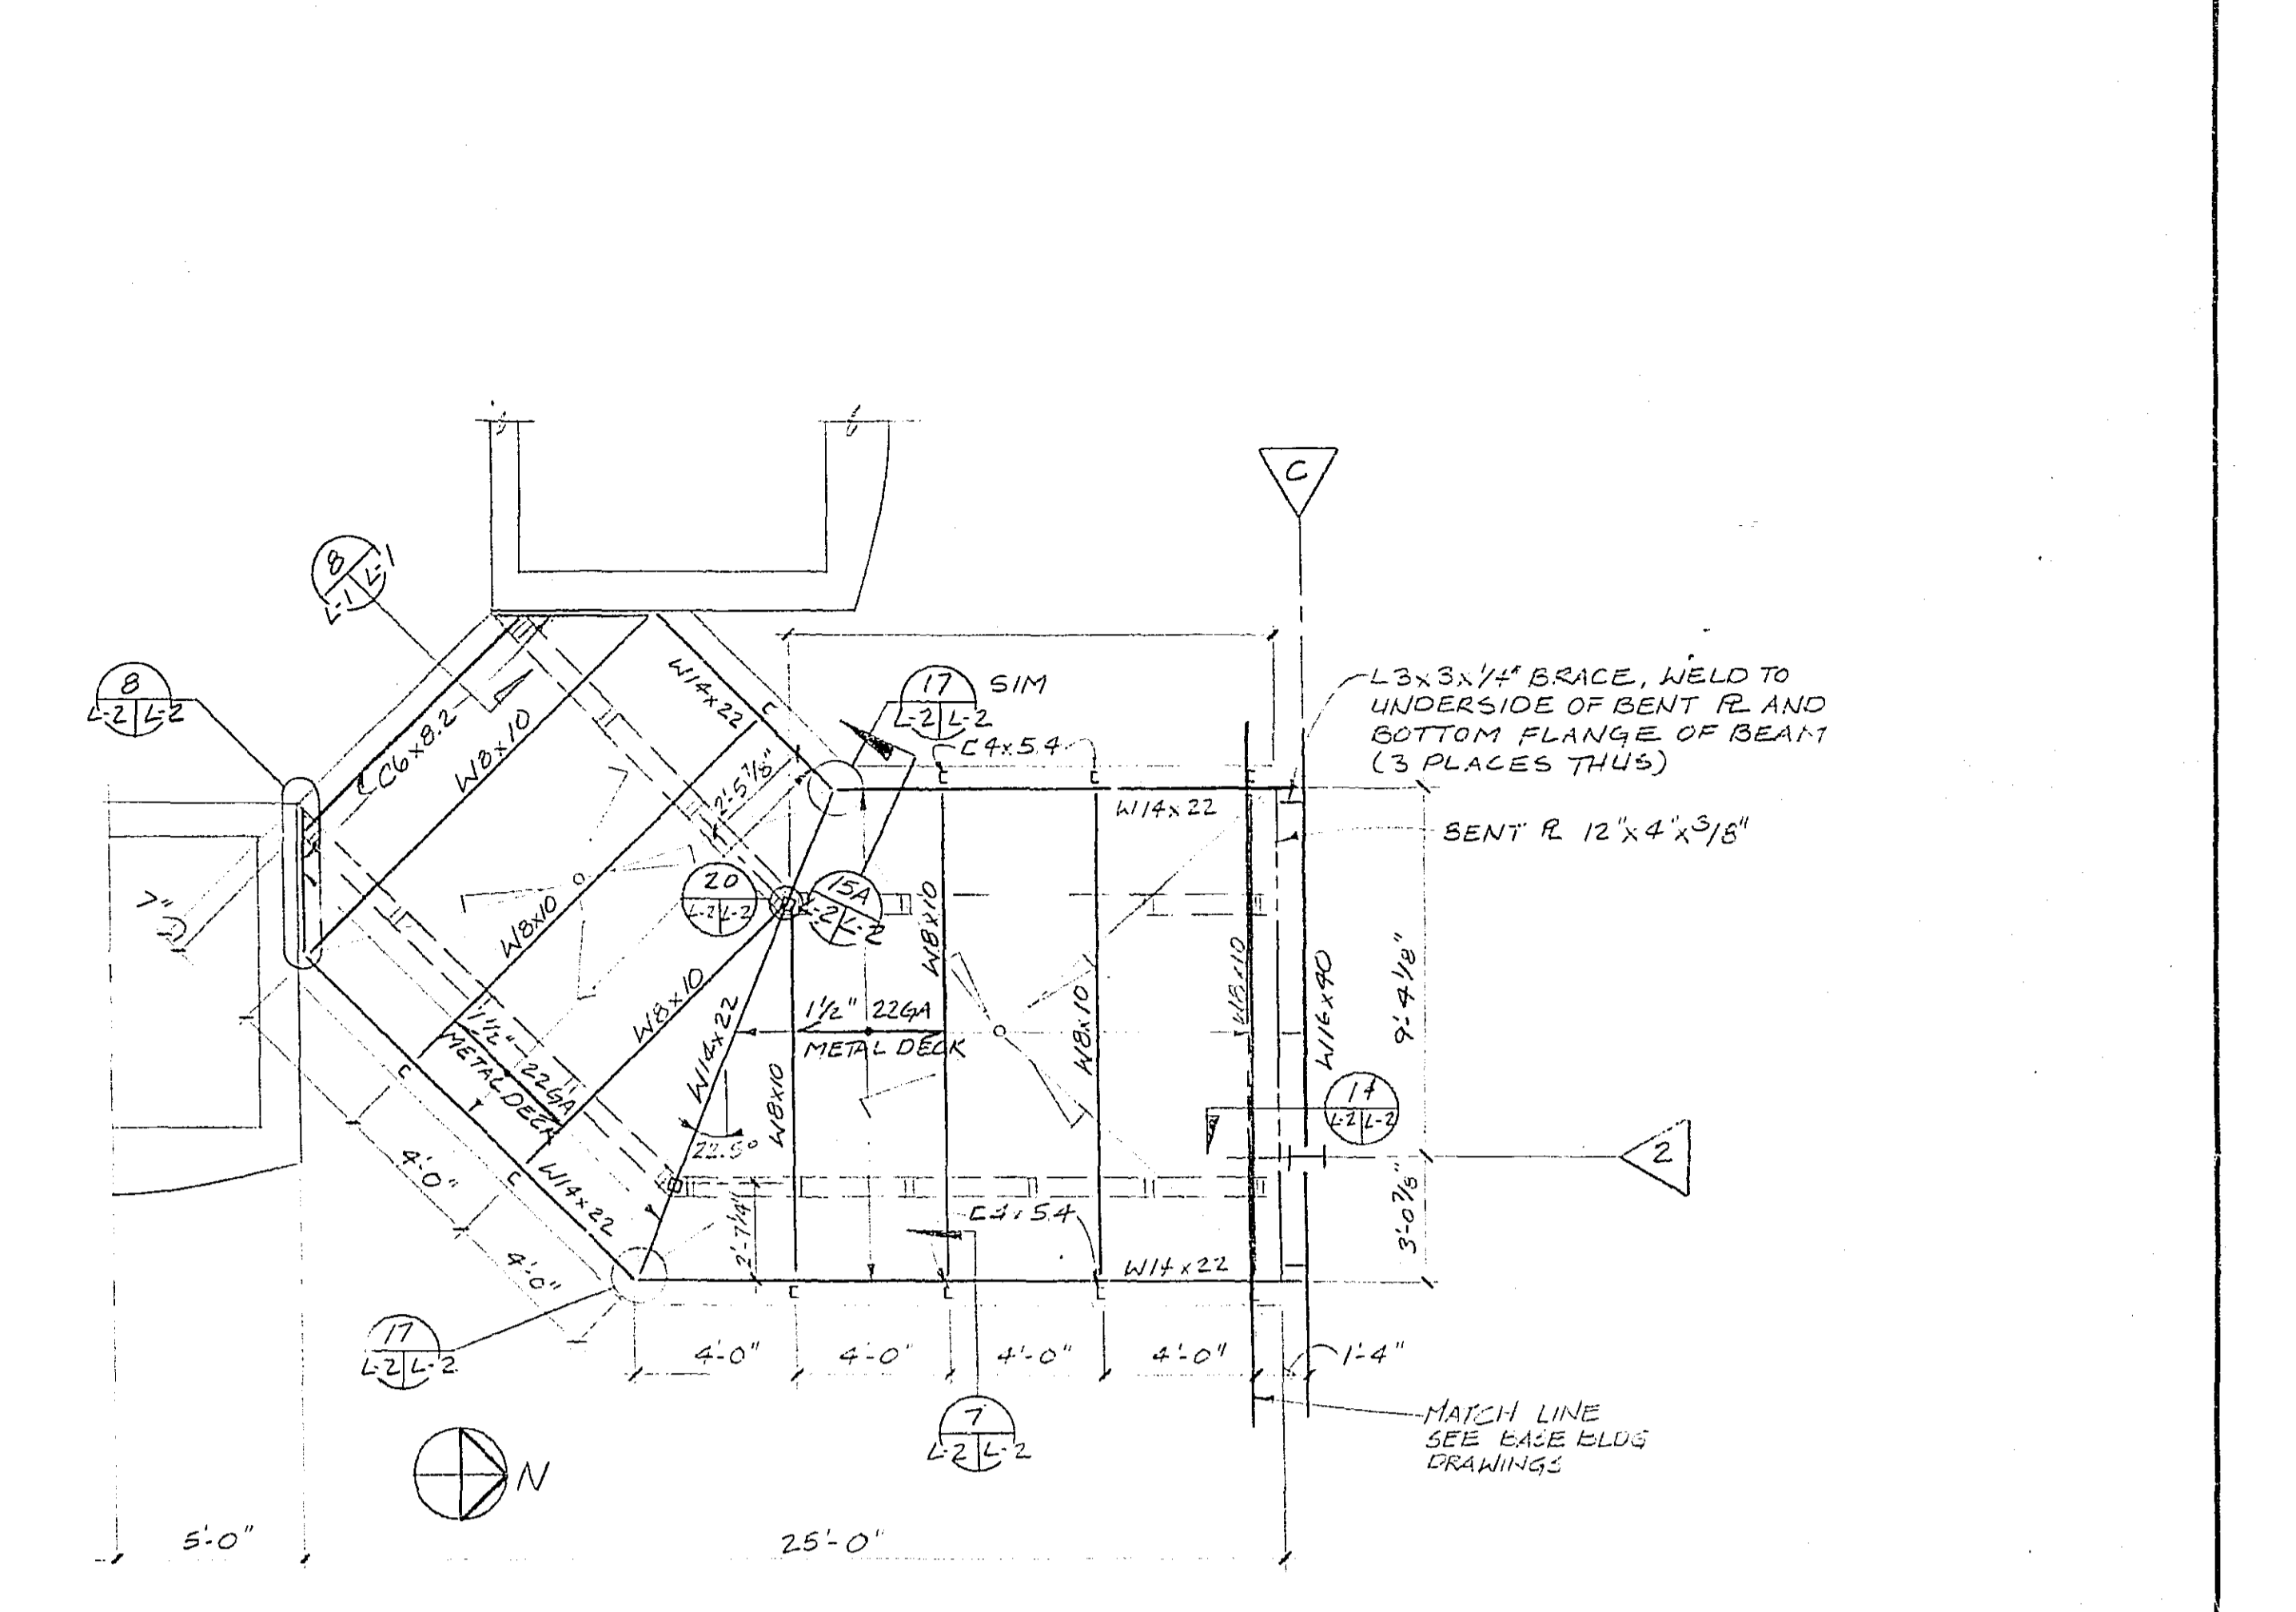 C
8
L-1 L-1
8
L-2 L-2
17 SIM
L-2 L-2
L3x3x1/4" BRACE, WELD TO
UNDERSIDE OF BENT PL AND
BOTTOM FLANGE OF BEAM
(3 PLACES THUS)
BENT PL 12"x4"x3/8"
W14x22
C6x8.2
W8x10
C4x5.4
W14x22
2'-5 7/8"
20
L-2 L-2
15A
L-2 L-2
7"
W8x10
W8x10
W8x10
W16x40
9'-4 1/8"
W8x10
W14x22
1 1/2" 22GA
METAL DECK
W8x10
1 1/2" 22GA
METAL DECK
W8x10
22.5°
14
L-2 L-2
2
3'-0 7/8"
4'-0"
W14x22
2'-7 1/4"
C4x5.4
W14x22
4'-0"
17
L-2 L-2
4'-0"
4'-0"
4'-0"
4'-0"
1'-4"
7
L-2 L-2
MATCH LINE
SEE BASE BLDG
DRAWINGS
N
5'-0"
25'-0"